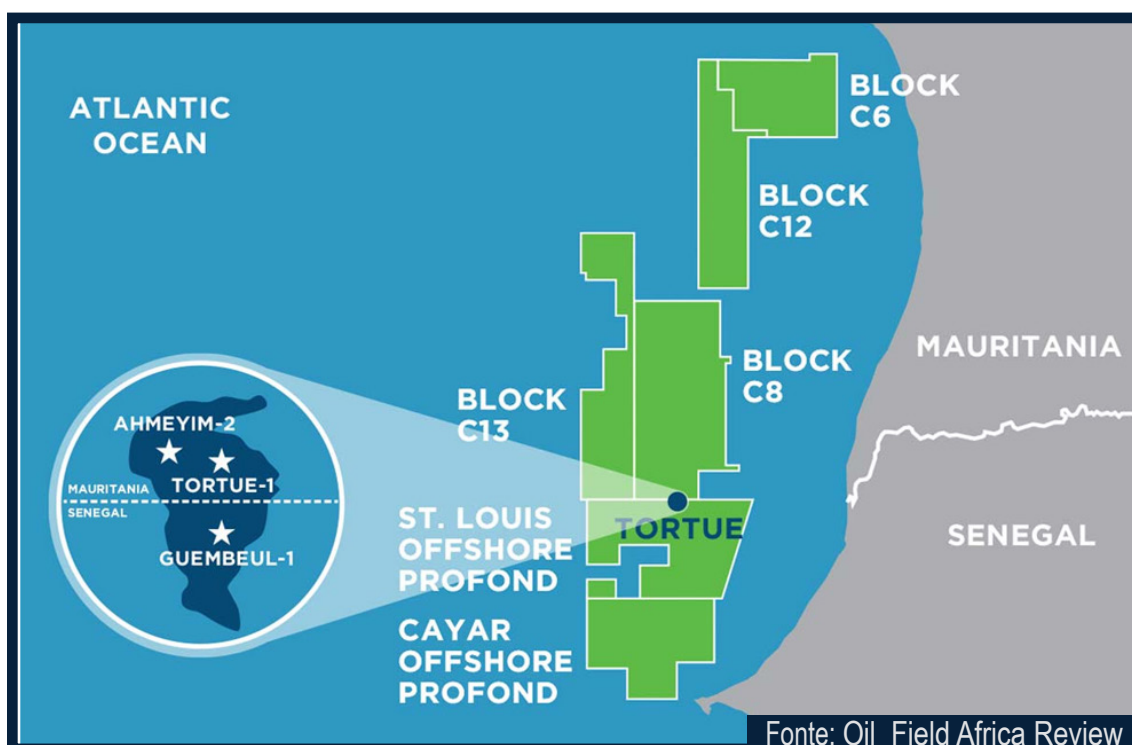 ATLANTIC
OCEAN
BLOCK
C6
BLOCK
C12
MAURITANIA
BLOCK
C8
BLOCK
C13
AHMEYIM-2
TORTUE-1
MAURITANIA
SENEGAL
GUEMBEUL-1
TORTUE
ST. LOUIS
OFFSHORE
PROFOND
SENEGAL
CAYAR
OFFSHORE
PROFOND
Fonte: Oil Field Africa Review